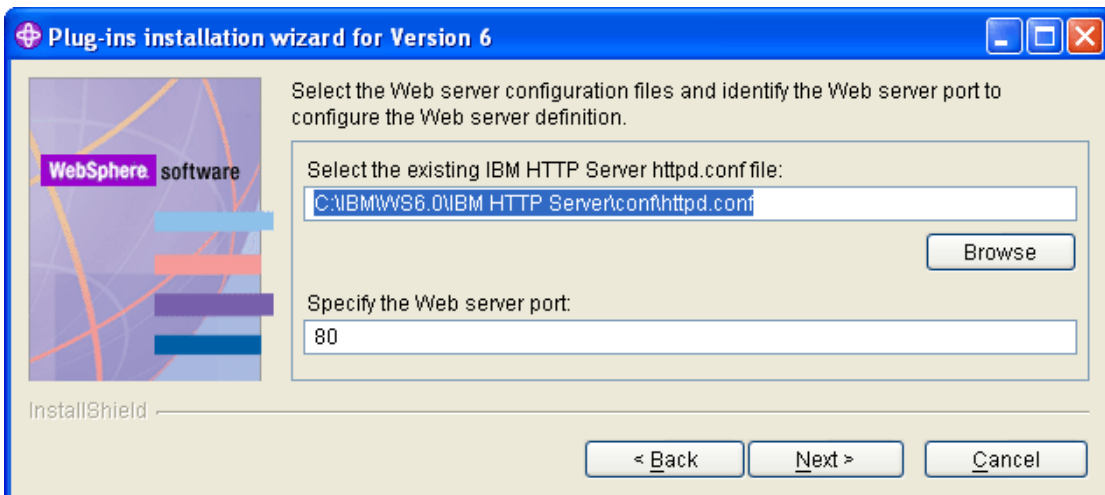 Plug-ins installation wizard for Version 6
Select the Web server configuration files and identify the Web server port to
configure the Web server definition.
WebSphere. software
Select the existing IBM HTTP Server httpd.conf file:
C:\IBM\WS6.0\IBM HTTP Server\conf\httpd.conf
Browse
Specify the Web server port:
80
InstallShield
< Back
Next >
Cancel